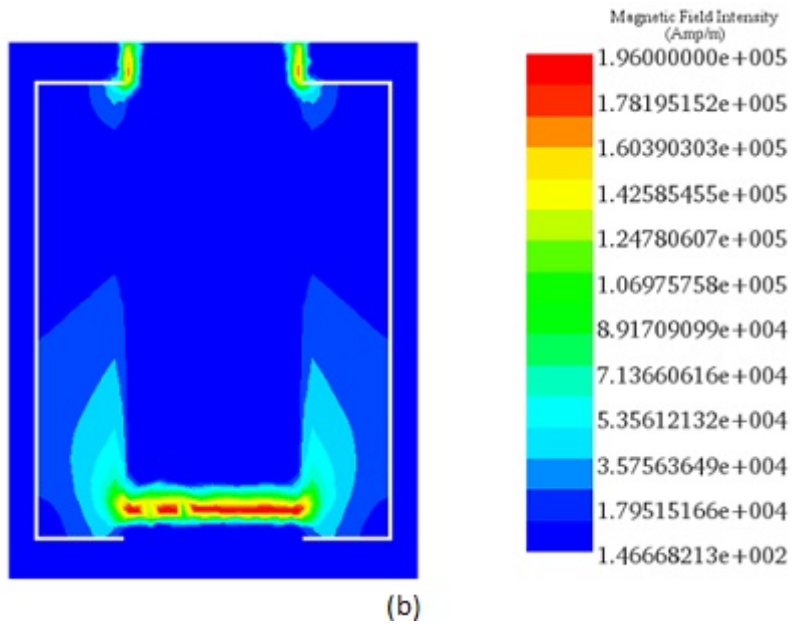 Magnetic Field Intensity
(Amp/m)
1.96000000e+005
1.78195152e+005
1.60390303e+005
1.42585455e+005
1.24780607e+005
1.06975758e+005
8.91709099e+004
7.13660616e+004
5.35612132e+004
3.57563649e+004
1.79515166e+004
1.46668213e+002
(b)